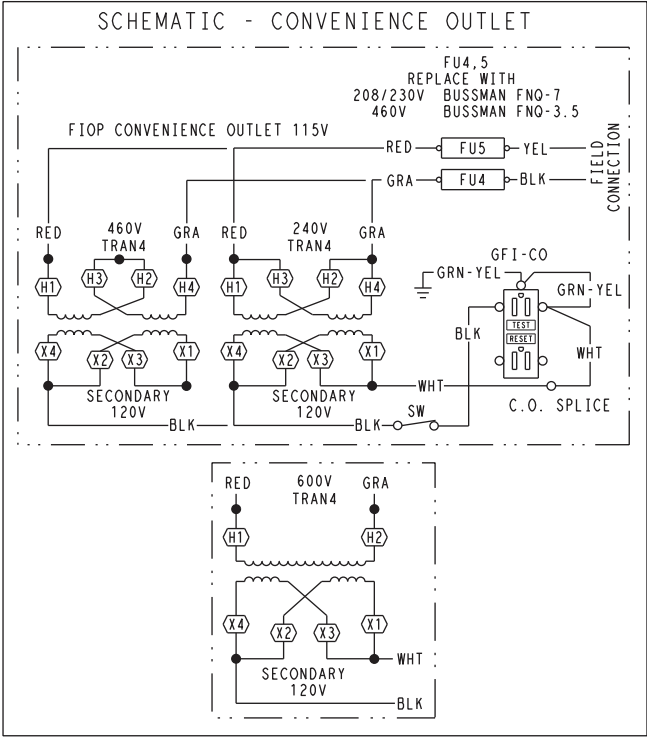 SCHEMATIC - CONVENIENCE OUTLET
FU4,5
REPLACE WITH
208/230V BUSSMAN FNQ-7
460V BUSSMAN FNQ-3.5
FIOP CONVENIENCE OUTLET 115V
RED FU5 YEL
GRA FU4 BLK
FIELD
CONNECTION
RED 460V GRA RED 240V GRA
TRAN4 TRAN4
H1 H3 H2 H4 H1 H3 H2 H4
GFI-CO
GRN-YEL
GRN-YEL
BLK
TEST
RESET
WHT
X4 X2 X3 X1 X4 X2 X3 X1
WHT
SECONDARY SECONDARY
120V 120V
C.O. SPLICE
BLK BLK SW
RED 600V GRA
TRAN4
H1 H2
X4 X2 X3 X1
WHT
SECONDARY
120V
BLK